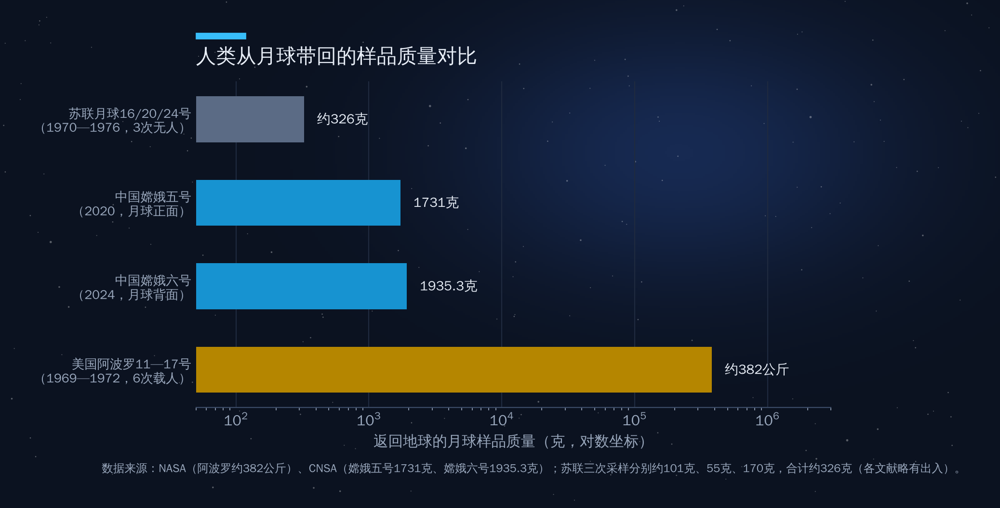 人类从月球带回的样品质量对比
苏联月球16/20/24号
（1970—1976，3次无人）
约326克
中国嫦娥五号
（2020，月球正面）
1731克
中国嫦娥六号
（2024，月球背面）
1935.3克
美国阿波罗11—17号
（1969—1972，6次载人）
约382公斤
10² 10³ 10⁴ 10⁵ 10⁶
返回地球的月球样品质量（克，对数坐标）
数据来源：NASA（阿波罗约382公斤）、CNSA（嫦娥五号1731克、嫦娥六号1935.3克）；苏联三次采样分别约101克、55克、170克，合计约326克（各文献略有出入）。